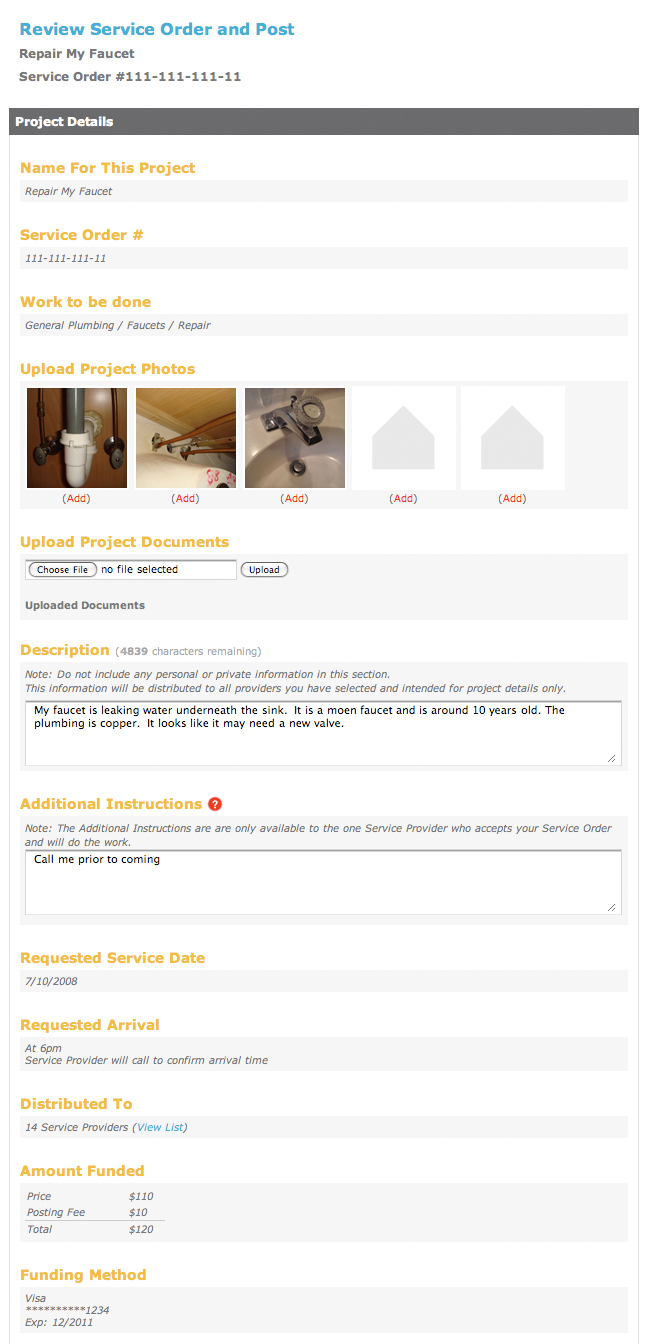 Review Service Order and Post
Repair My Faucet
Service Order #111-111-111-11
Project Details
Name For This Project
Repair My Faucet
Service Order #
111-111-111-11
Work to be done
General Plumbing / Faucets / Repair
Upload Project Photos
(Add) (Add) (Add) (Add) (Add)
Upload Project Documents
Choose File no file selected Upload
Uploaded Documents
Description (4839 characters remaining)
Note: Do not include any personal or private information in this section.
This information will be distributed to all providers you have selected and intended for project details only.
My faucet is leaking water underneath the sink. It is a moen faucet and is around 10 years old. The
plumbing is copper. It looks like it may need a new valve.
Additional Instructions ?
Note: The Additional Instructions are are only available to the one Service Provider who accepts your Service Order
and will do the work.
Call me prior to coming
Requested Service Date
7/10/2008
Requested Arrival
At 6pm
Service Provider will call to confirm arrival time
Distributed To
14 Service Providers (View List)
Amount Funded
Price $110
Posting Fee $10
Total $120
Funding Method
Visa
**********1234
Exp: 12/2011